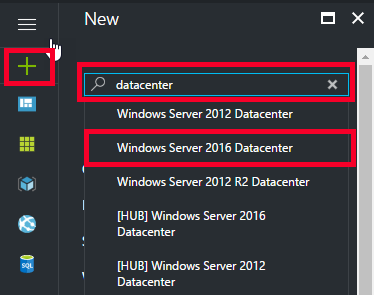 New
datacenter
Windows Server 2012 Datacenter
Windows Server 2016 Datacenter
Windows Server 2012 R2 Datacenter
[HUB] Windows Server 2016
Datacenter
[HUB] Windows Server 2012
Datacenter
SQL